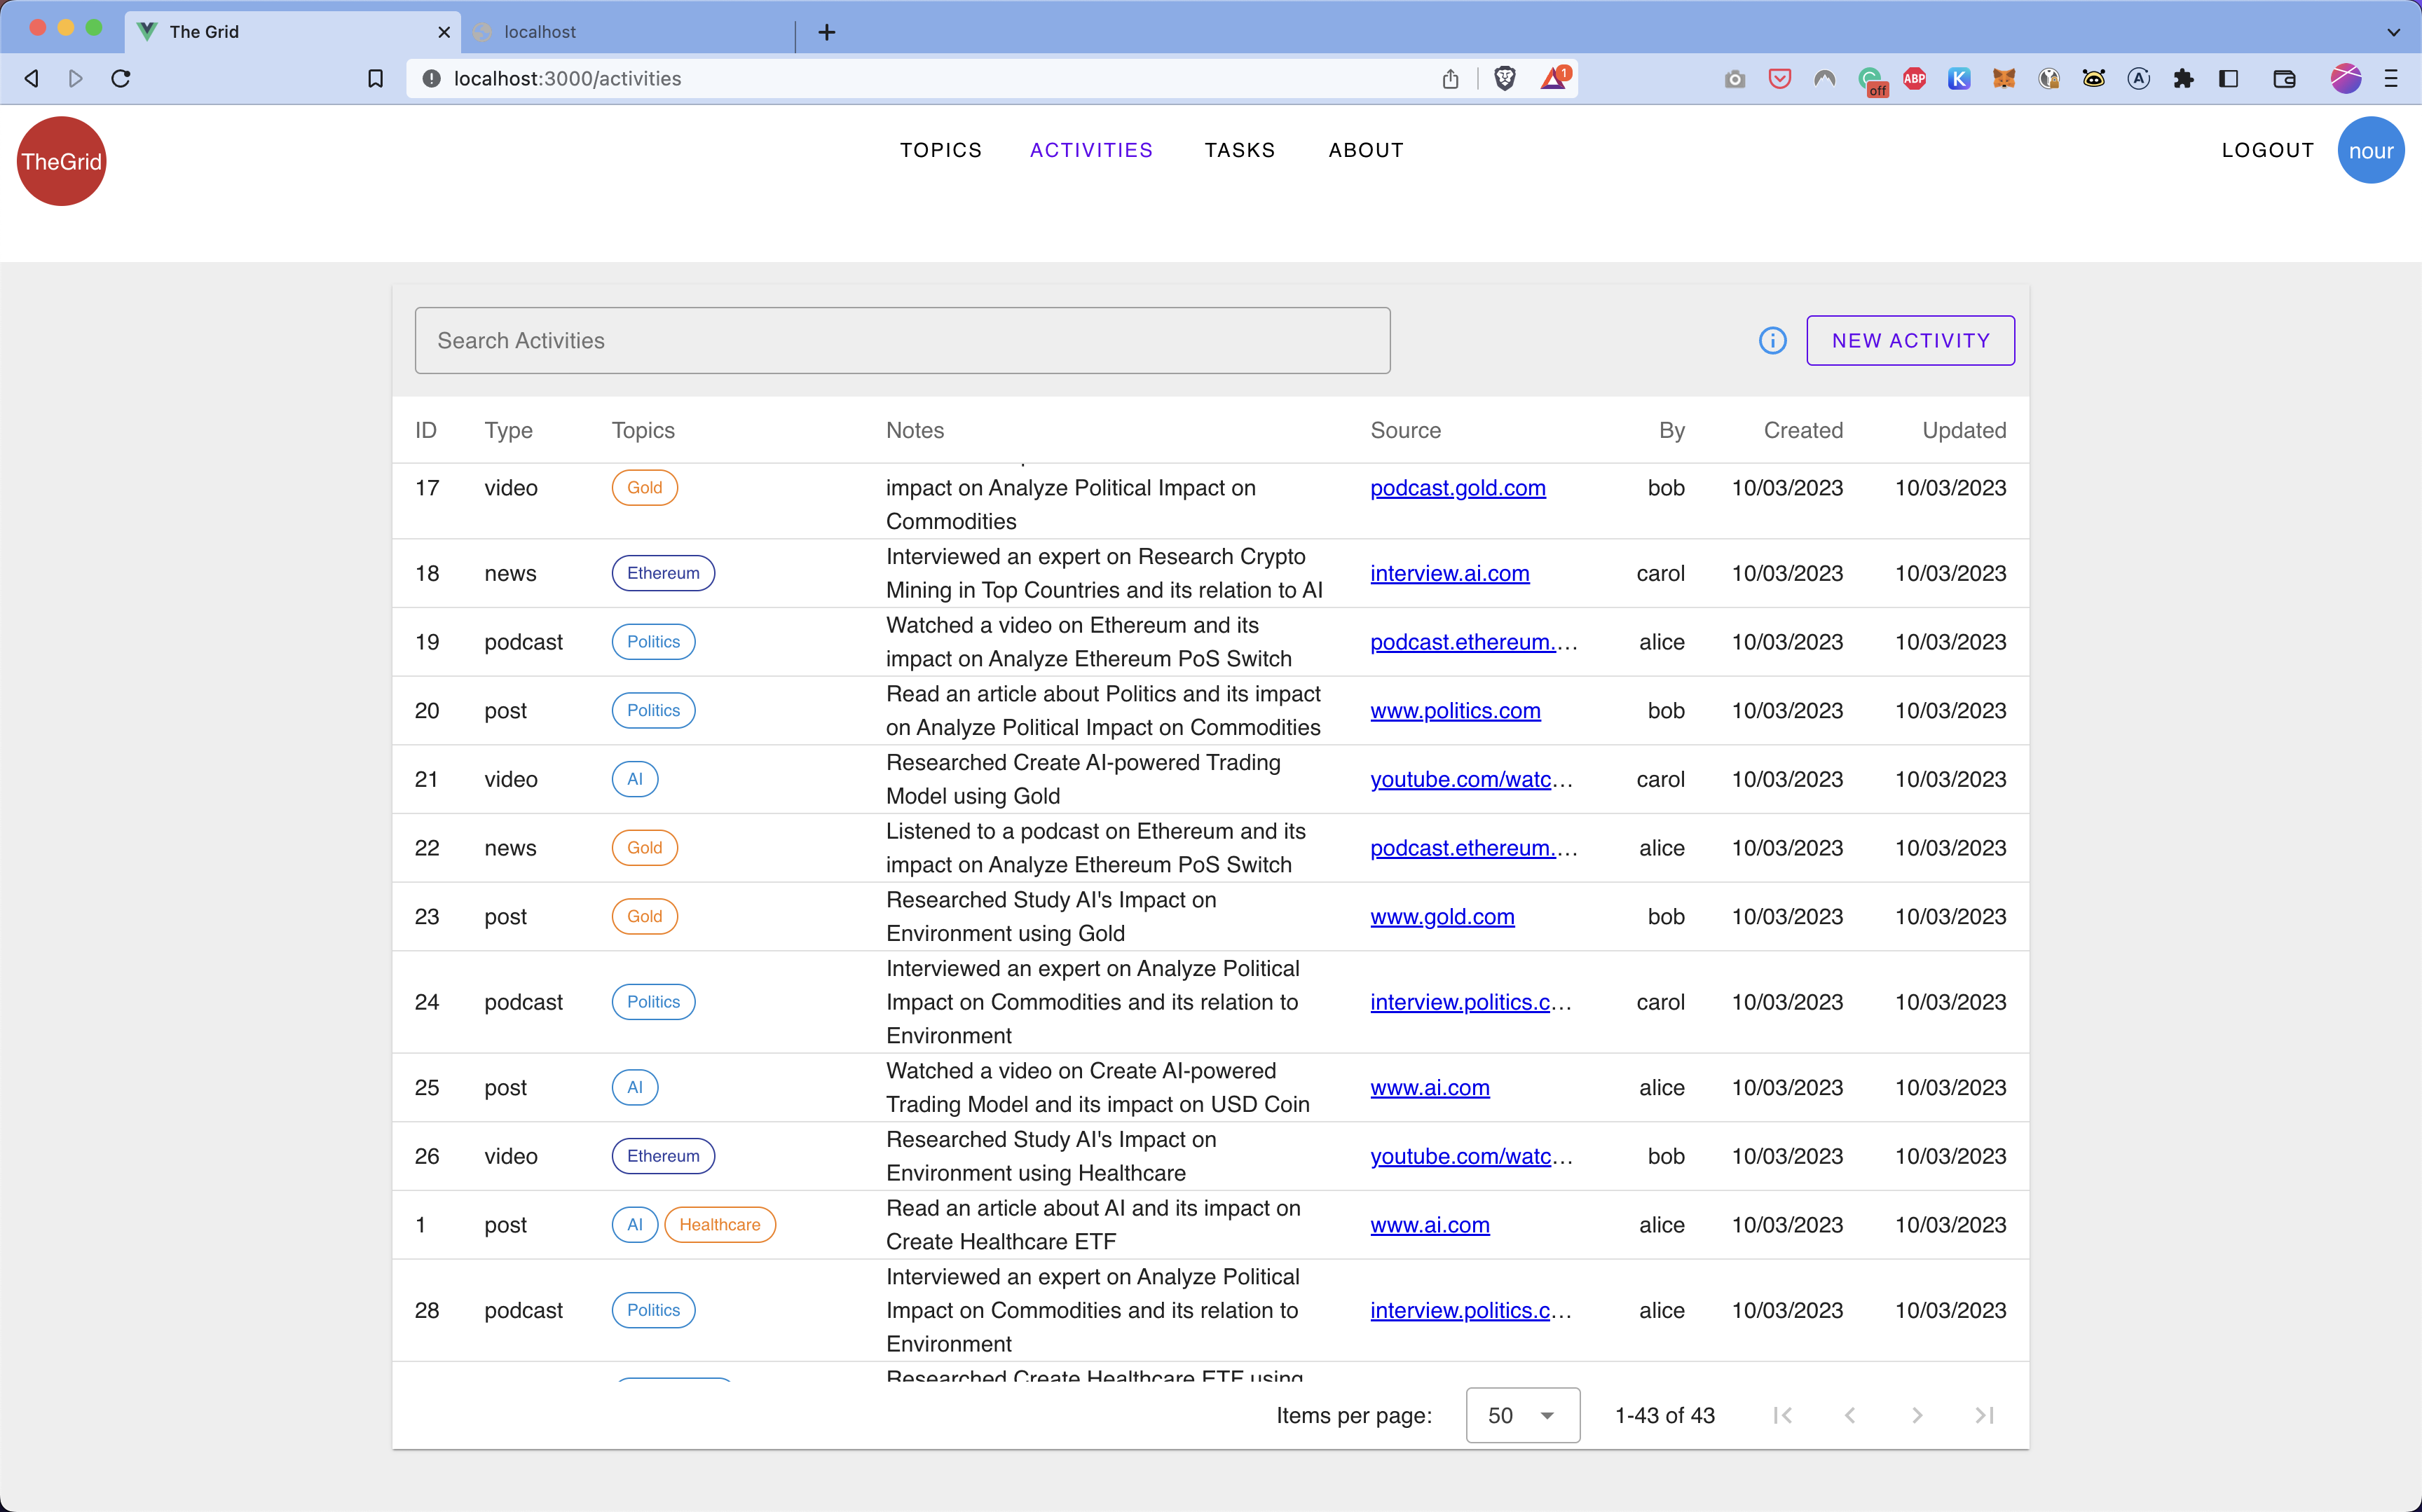 The Grid
localhost
localhost:3000/activities
1
off
ABP
K
A
TheGrid
TOPICS
ACTIVITIES
TASKS
ABOUT
LOGOUT
nour
Search Activities
NEW ACTIVITY
ID Type Topics Notes Source By Created Updated
17 video Gold impact on Analyze Political Impact on podcast.gold.com bob 10/03/2023 10/03/2023
Commodities
Interviewed an expert on Research Crypto
18 news Ethereum interview.ai.com carol 10/03/2023 10/03/2023
Mining in Top Countries and its relation to AI
Watched a video on Ethereum and its
19 podcast Politics podcast.ethereum.… alice 10/03/2023 10/03/2023
impact on Analyze Ethereum PoS Switch
Read an article about Politics and its impact
20 post Politics www.politics.com bob 10/03/2023 10/03/2023
on Analyze Political Impact on Commodities
Researched Create AI-powered Trading
21 video AI youtube.com/watc… carol 10/03/2023 10/03/2023
Model using Gold
Listened to a podcast on Ethereum and its
22 news Gold podcast.ethereum.… alice 10/03/2023 10/03/2023
impact on Analyze Ethereum PoS Switch
Researched Study AI's Impact on
23 post Gold www.gold.com bob 10/03/2023 10/03/2023
Environment using Gold
Interviewed an expert on Analyze Political
24 podcast Politics Impact on Commodities and its relation to interview.politics.c… carol 10/03/2023 10/03/2023
Environment
Watched a video on Create AI-powered
25 post AI www.ai.com alice 10/03/2023 10/03/2023
Trading Model and its impact on USD Coin
Researched Study AI's Impact on
26 video Ethereum youtube.com/watc… bob 10/03/2023 10/03/2023
Environment using Healthcare
Read an article about AI and its impact on
1 post AI Healthcare www.ai.com alice 10/03/2023 10/03/2023
Create Healthcare ETF
Interviewed an expert on Analyze Political
28 podcast Politics Impact on Commodities and its relation to interview.politics.c… alice 10/03/2023 10/03/2023
Environment
Researched Create Healthcare ETF using
Items per page: 50 1-43 of 43